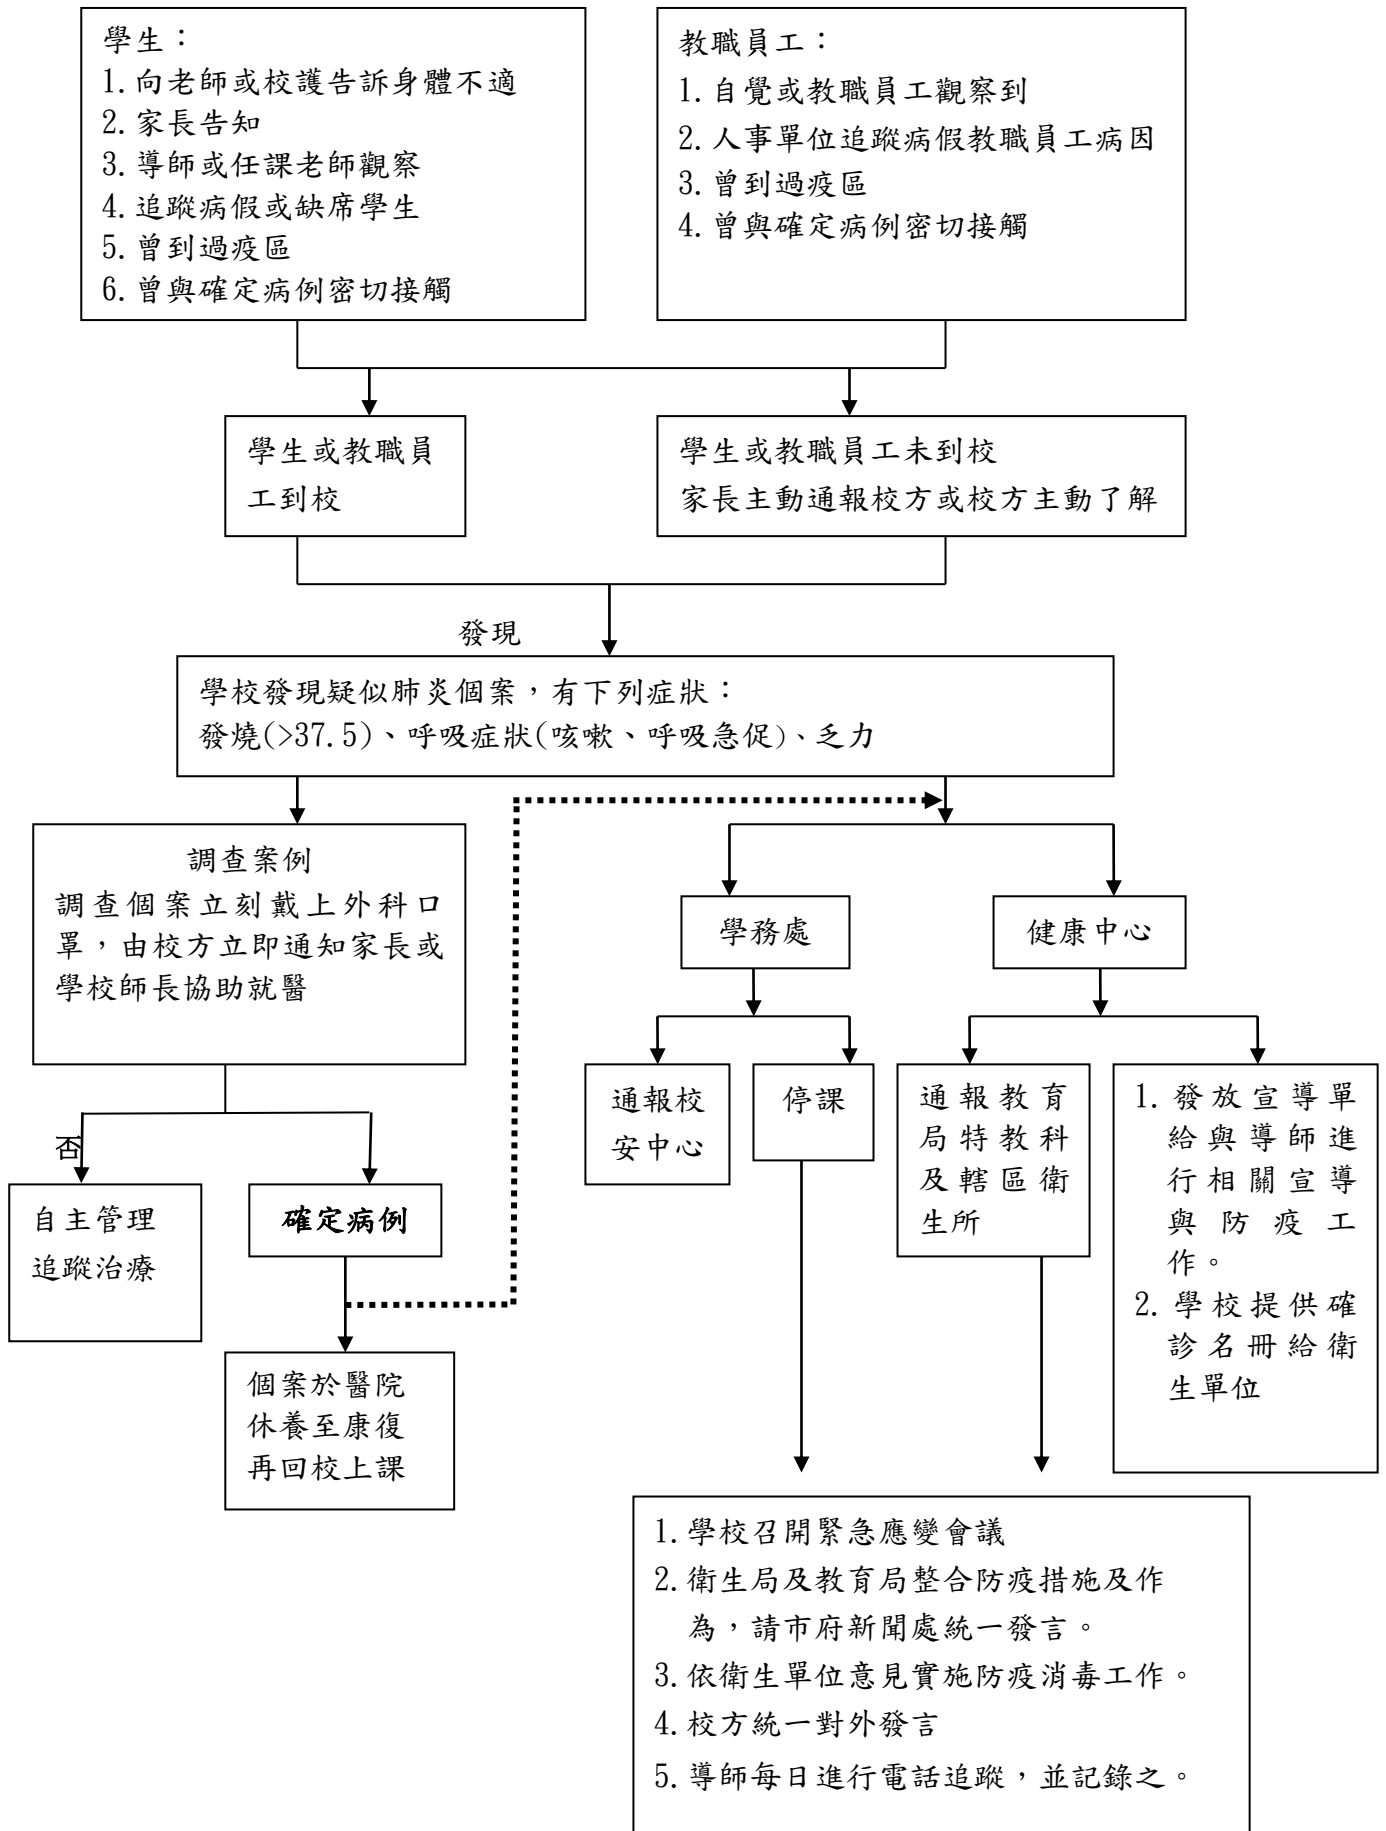 學生：
1.向老師或校護告訴身體不適
2.家長告知
3.導師或任課老師觀察
4.追蹤病假或缺席學生
5.曾到過疫區
6.曾與確定病例密切接觸
教職員工：
1.自覺或教職員工觀察到
2.人事單位追蹤病假教職員工病因
3.曾到過疫區
4.曾與確定病例密切接觸
學生或教職員
工到校
學生或教職員工未到校
家長主動通報校方或校方主動了解
發現
學校發現疑似肺炎個案，有下列症狀：
發燒(>37.5)、呼吸症狀(咳嗽、呼吸急促)、乏力
調查案例
調查個案立刻戴上外科口
罩，由校方立即通知家長或
學校師長協助就醫
學務處
健康中心
通報校
安中心
停課
通報教育
局特教科
及轄區衛
生所
1. 發放宣導單
給與導師進
行相關宣導
與防疫工
作。
2. 學校提供確
診名冊給衛
生單位
否
自主管理
追蹤治療
確定病例
個案於醫院
休養至康復
再回校上課
1.學校召開緊急應變會議
2.衛生局及教育局整合防疫措施及作
為，請市府新聞處統一發言。
3.依衛生單位意見實施防疫消毒工作。
4.校方統一對外發言
5.導師每日進行電話追蹤，並記錄之。